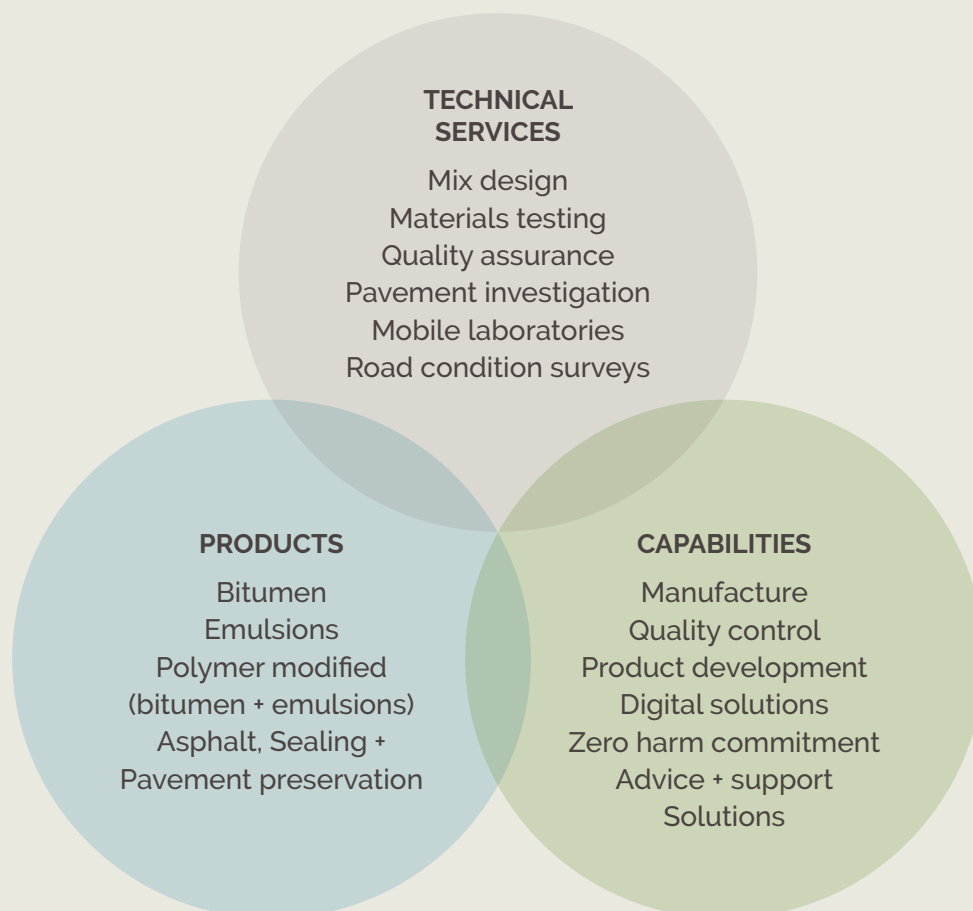 TECHNICAL
SERVICES
Mix design
Materials testing
Quality assurance
Pavement investigation
Mobile laboratories
Road condition surveys
PRODUCTS
Bitumen
Emulsions
Polymer modified
(bitumen + emulsions)
Asphalt, Sealing +
Pavement preservation
CAPABILITIES
Manufacture
Quality control
Product development
Digital solutions
Zero harm commitment
Advice + support
Solutions